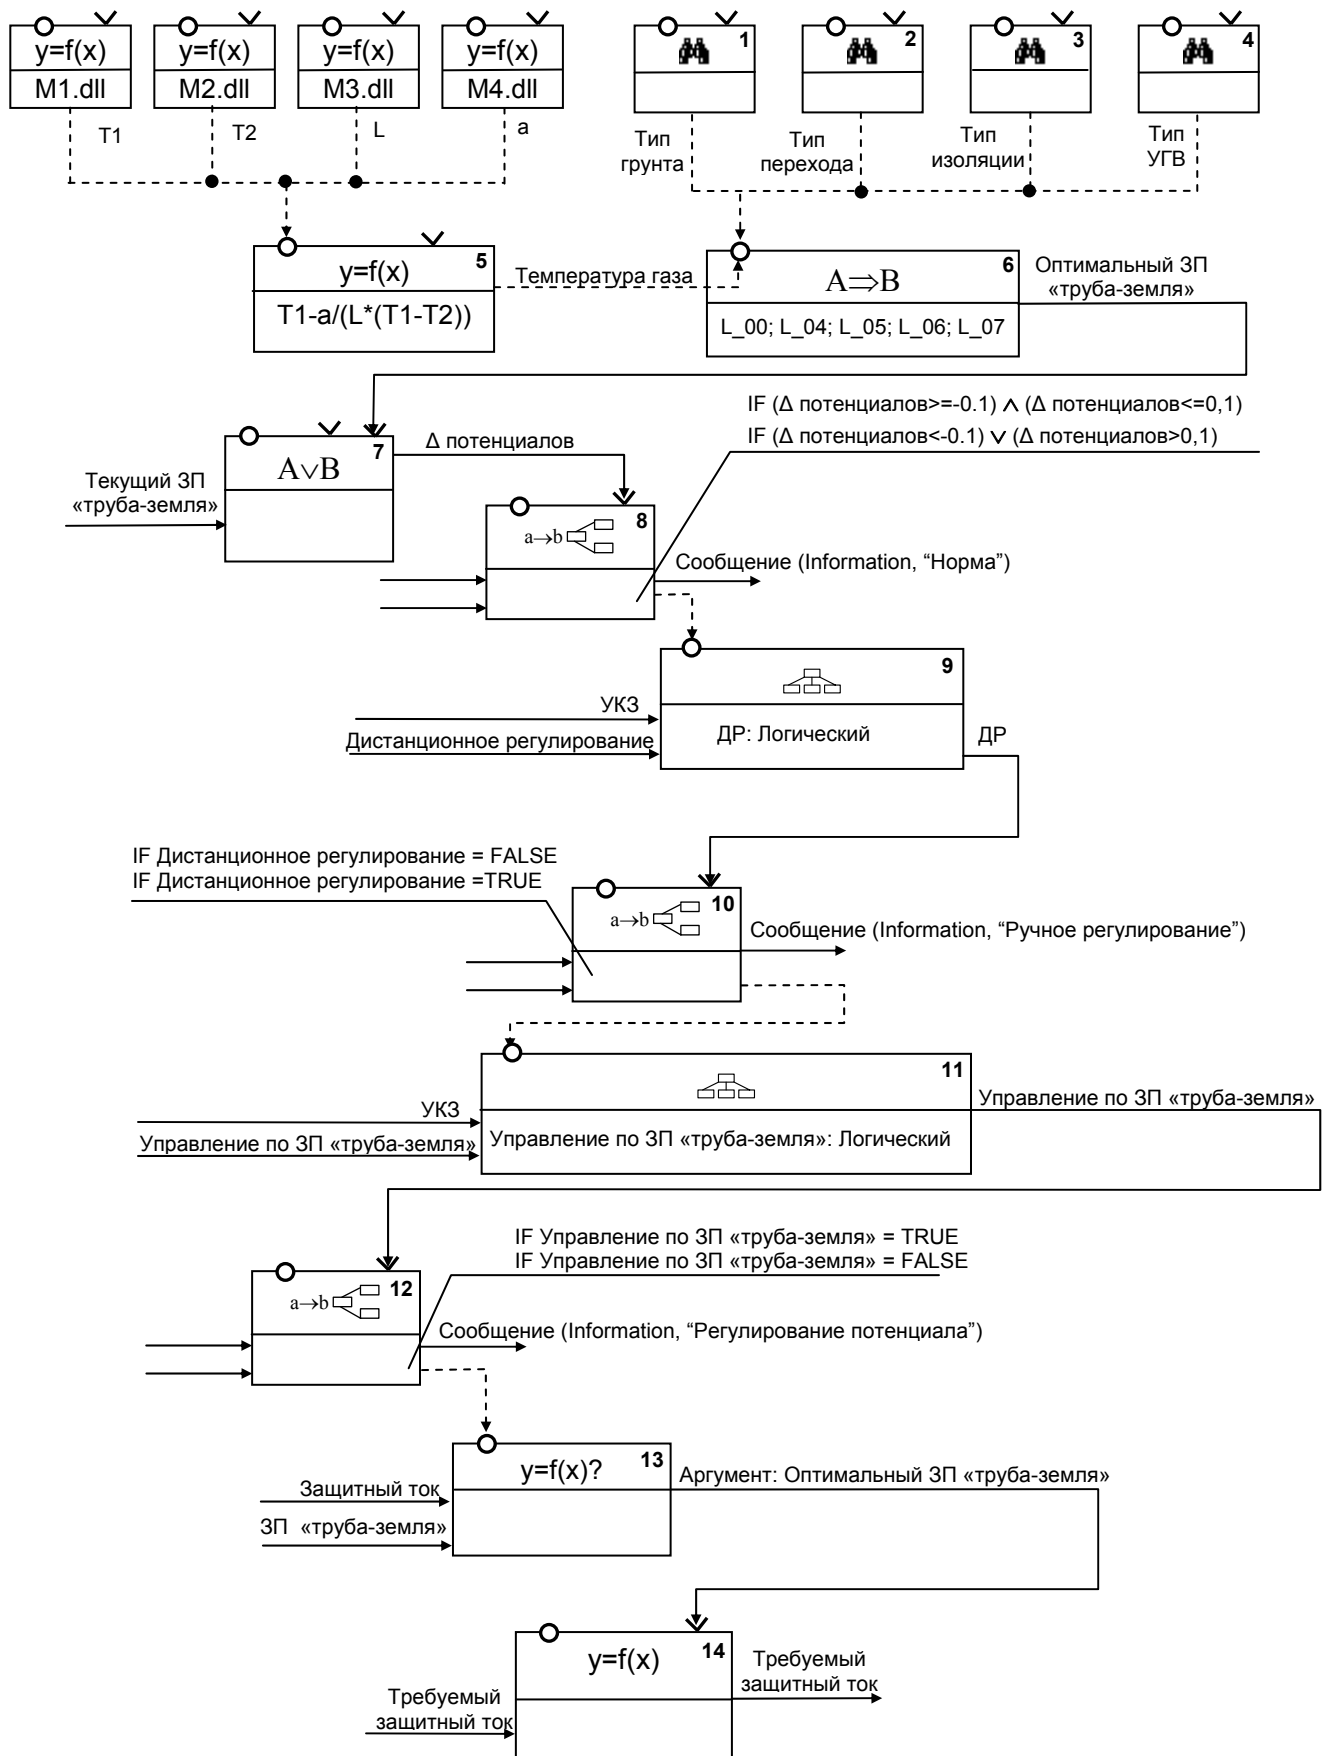 y=f(x)
M1.dll
y=f(x)
M2.dll
y=f(x)
M3.dll
y=f(x)
M4.dll
1
2
3
4
T1
T2
L
a
Тип
грунта
Тип
перехода
Тип
изоляции
Тип
УГВ
y=f(x)
5
T1-a/(L*(T1-T2))
Температура газа
A⇒B
6
L_00; L_04; L_05; L_06; L_07
Оптимальный ЗП
«труба-земля»
IF (Δ потенциалов>=-0.1) ∧ (Δ потенциалов<=0,1)
IF (Δ потенциалов<-0.1) ∨ (Δ потенциалов>0,1)
A∨B
7
Δ потенциалов
Текущий ЗП
«труба-земля»
a→b
8
Сообщение (Information, “Норма”)
9
УКЗ
Дистанционное регулирование
ДР: Логический
ДР
IF Дистанционное регулирование = FALSE
IF Дистанционное регулирование =TRUE
a→b
10
Сообщение (Information, “Ручное регулирование”)
11
УКЗ
Управление по ЗП «труба-земля»
Управление по ЗП «труба-земля»: Логический
Управление по ЗП «труба-земля»
IF Управление по ЗП «труба-земля» = TRUE
IF Управление по ЗП «труба-земля» = FALSE
a→b
12
Сообщение (Information, “Регулирование потенциала”)
y=f(x)?
13
Защитный ток
ЗП «труба-земля»
Аргумент: Оптимальный ЗП «труба-земля»
y=f(x)
14
Требуемый
защитный ток
Требуемый
защитный ток